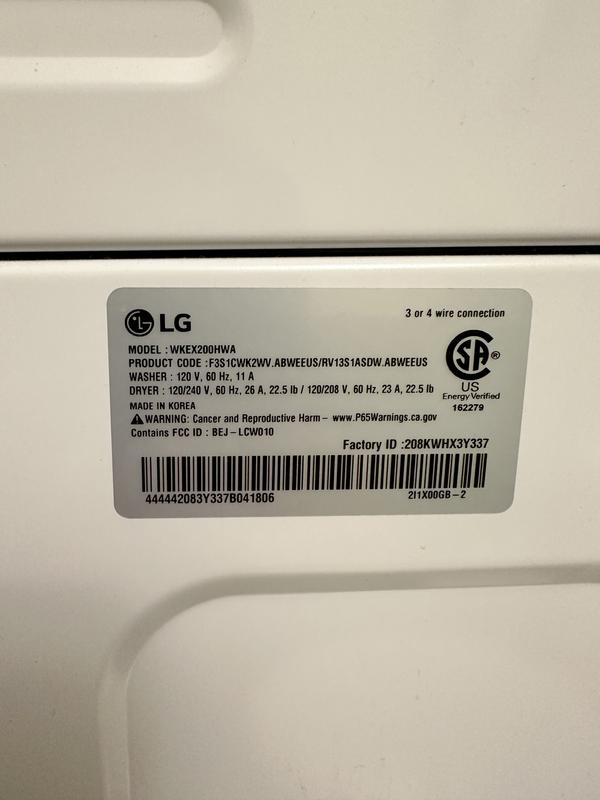 LG
3 or 4 wire connection
MODEL : WKEX200HWA
PRODUCT CODE : F3S1CWK2WV.ABWEEUS/RV13S1ASDW.ABWEEUS
WASHER : 120 V, 60 Hz, 11 A
DRYER : 120/240 V, 60 Hz, 26 A, 22.5 lb / 120/208 V, 60 Hz, 23 A, 22.5 lb
MADE IN KOREA
WARNING: Cancer and Reproductive Harm - www.P65Warnings.ca.gov
Contains FCC ID : BEJ-LCW010
SA ®
US
Energy Verified
162279
Factory ID :208KWHX3Y337
444442083Y337B041806
2I1X00GB-2